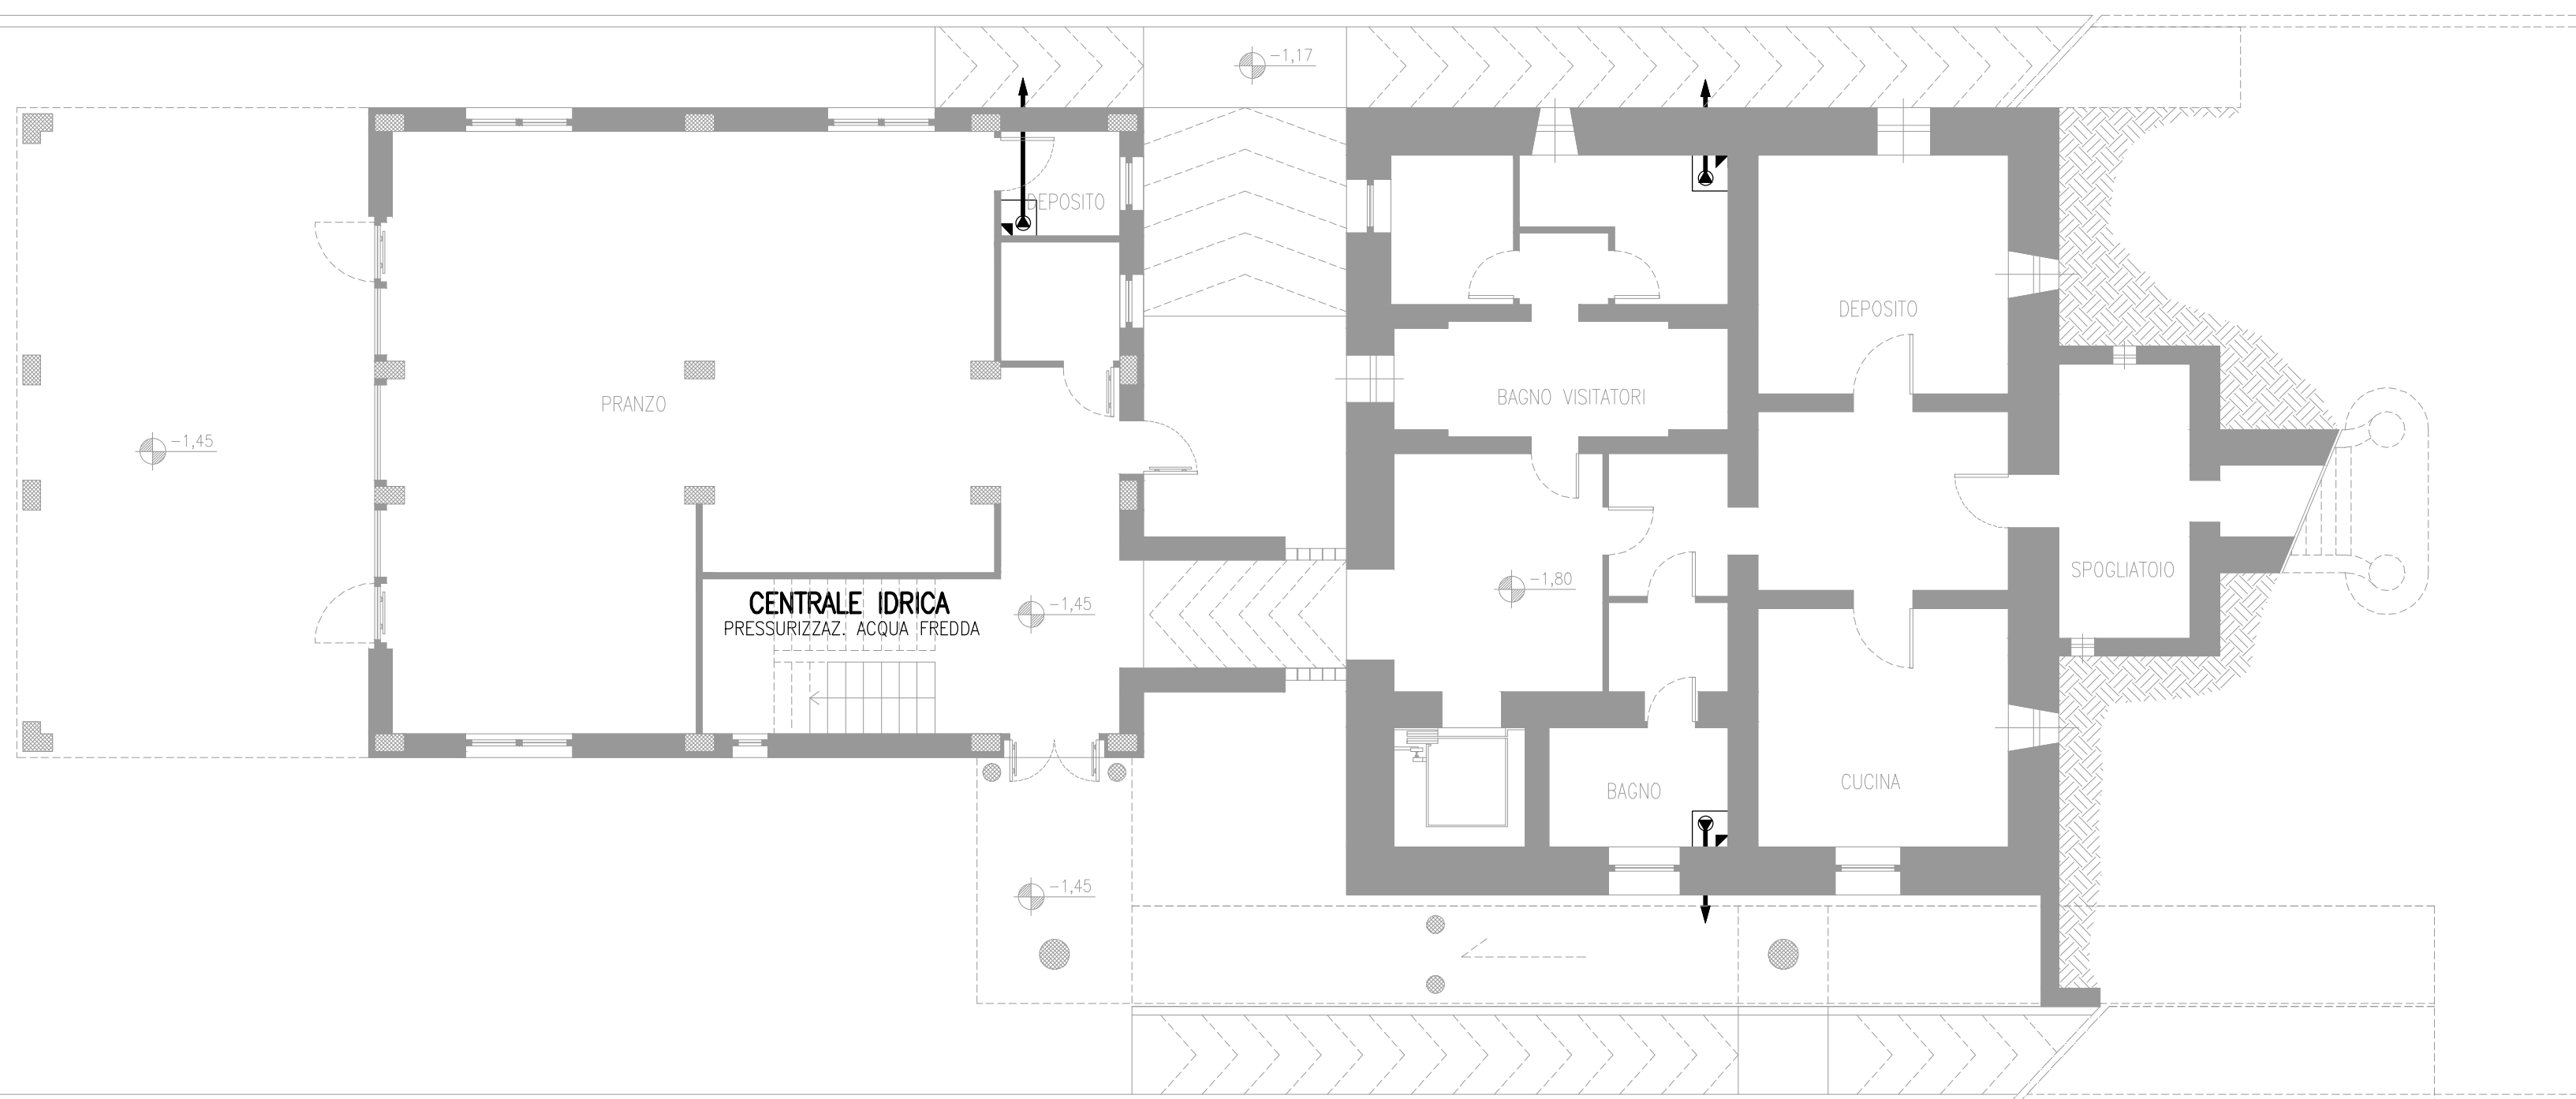 -1,17
DEPOSITO
DEPOSITO
BAGNO VISITATORI
PRANZO
-1,45
SPOGLIATOIO
-1,80
CENTRALE IDRICA
-1,45
PRESSURIZZAZ. ACQUA FREDDA
CUCINA
BAGNO
-1,45